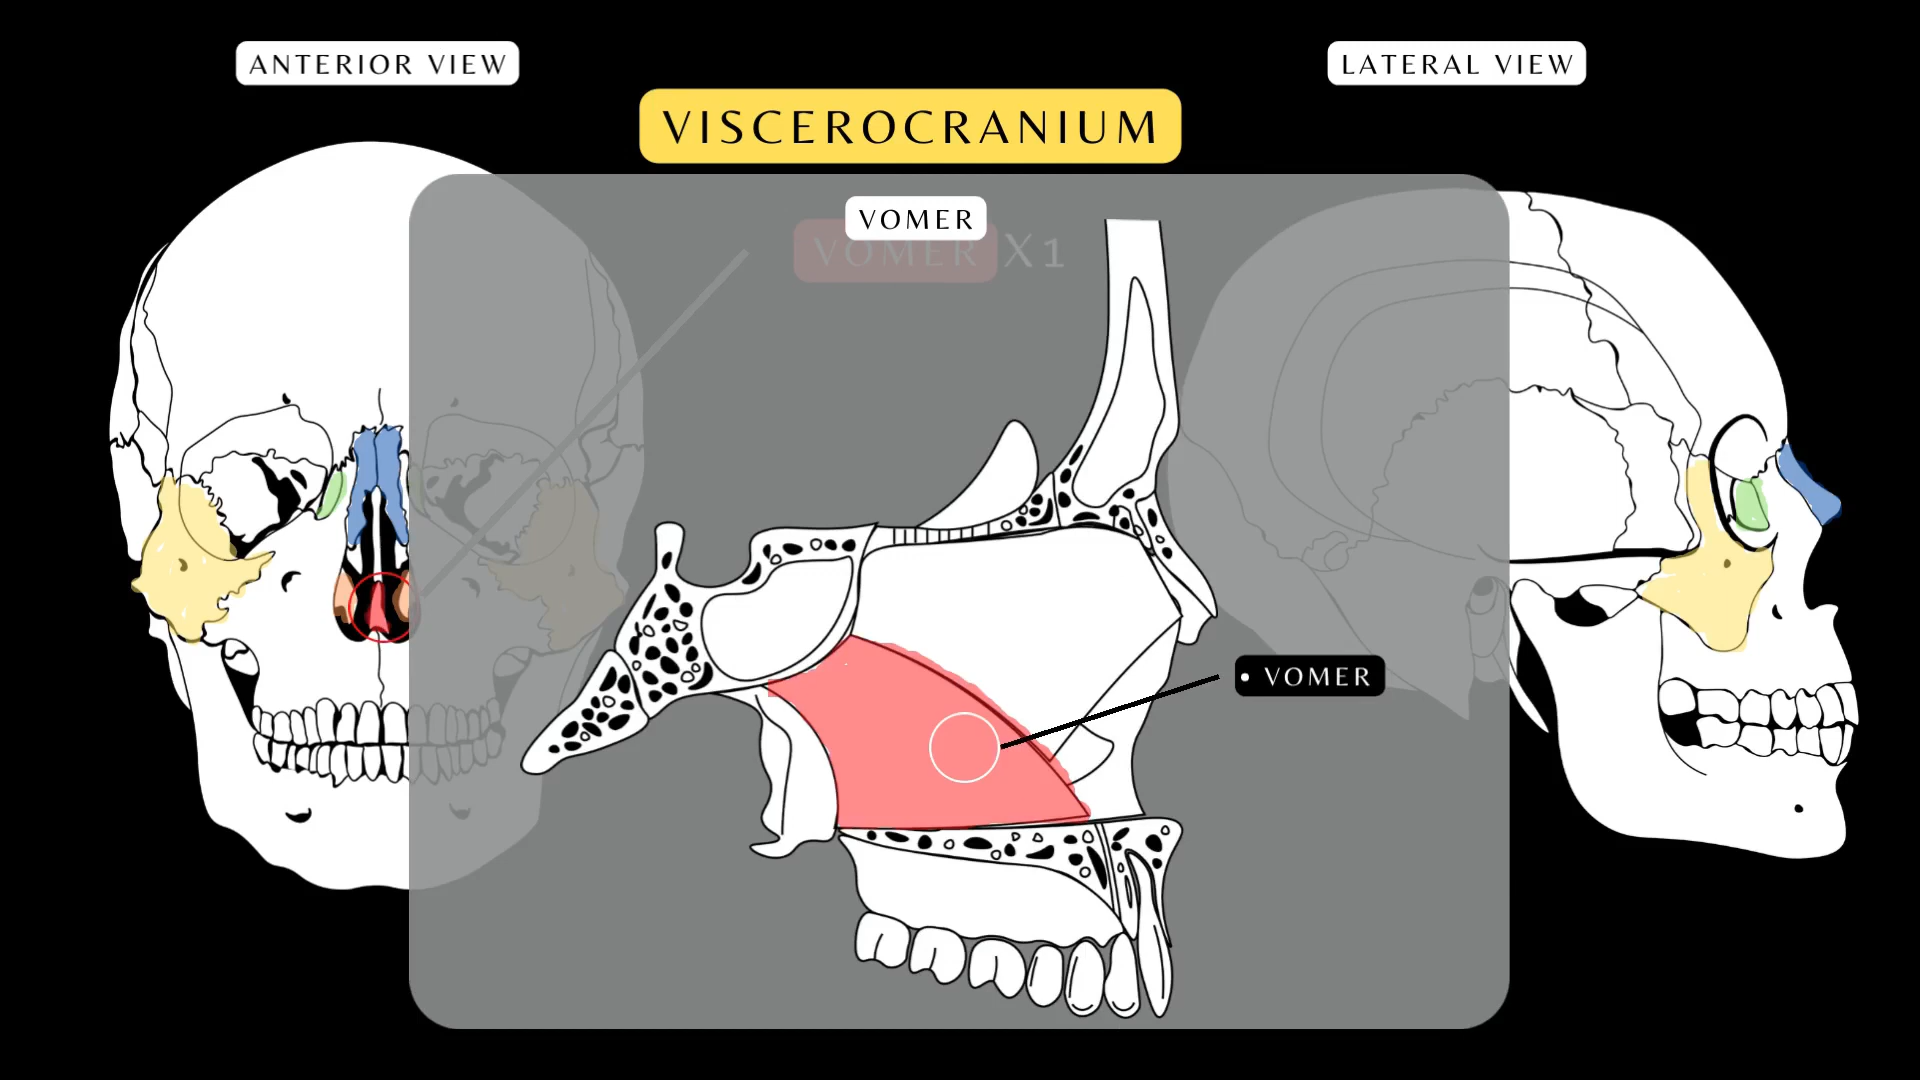 ANTERIOR VIEW
LATERAL VIEW
VISCEROCRANIUM
VOMER
VOMER X1
• VOMER